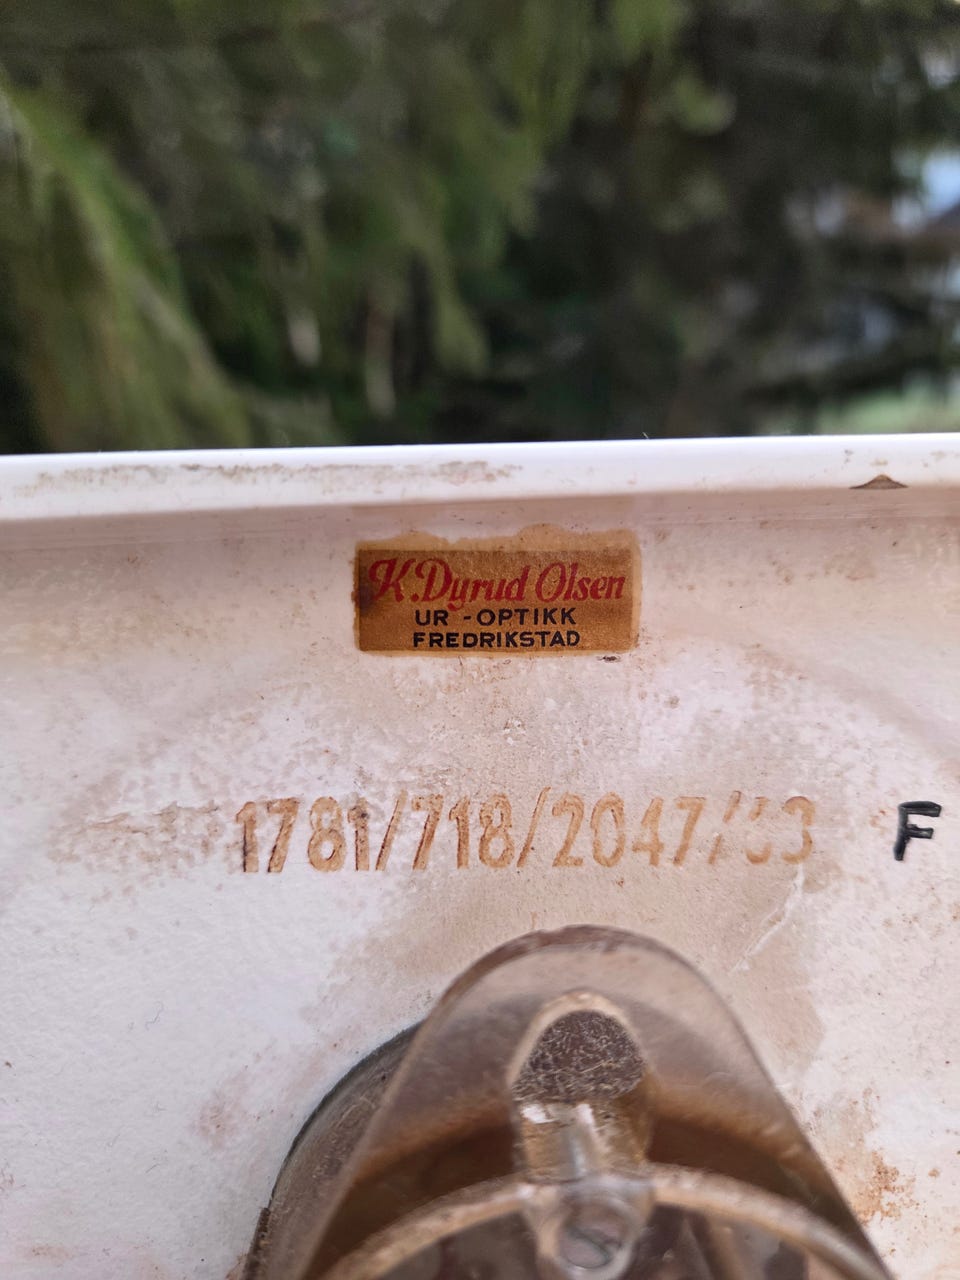 K. Dyrud Olsen
UR - OPTIKK
FREDRIKSTAD
1781/718/2047/
F